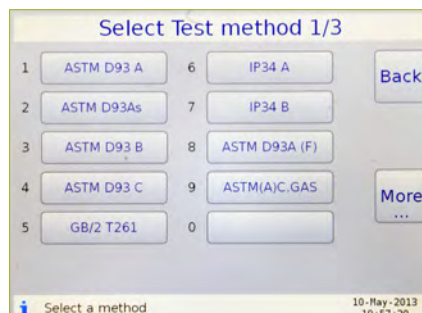 Select Test method 1/3
1 ASTM D93 A
2 ASTM D93As
3 ASTM D93 B
4 ASTM D93 C
5 GB/2 T261
6 IP34 A
7 IP34 B
8 ASTM D93A (F)
9 ASTM(A)C.GAS
0
Back
More
...
i Select a method
10-May-2013